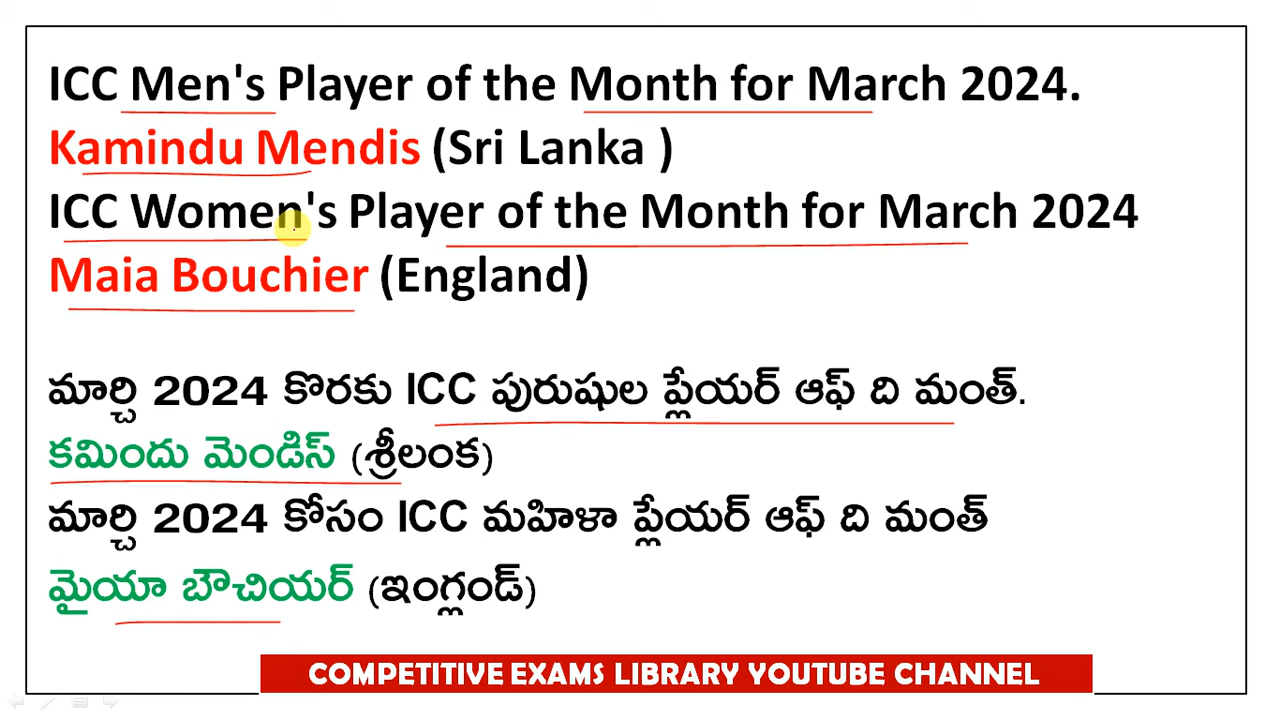 ICC Men's Player of the Month for March 2024.
Kamindu Mendis (Sri Lanka )
ICC Women's Player of the Month for March 2024
Maia Bouchier (England)
మార్చి 2024 కొరకు ICC పురుషుల ప్లేయర్ ఆఫ్ ది మంత్.
కమిందు మెండిస్ (శ్రీలంక)
మార్చి 2024 కోసం ICC మహిళా ప్లేయర్ ఆఫ్ ది మంత్
మైయా బౌచియర్ (ఇంగ్లండ్)
COMPETITIVE EXAMS LIBRARY YOUTUBE CHANNEL